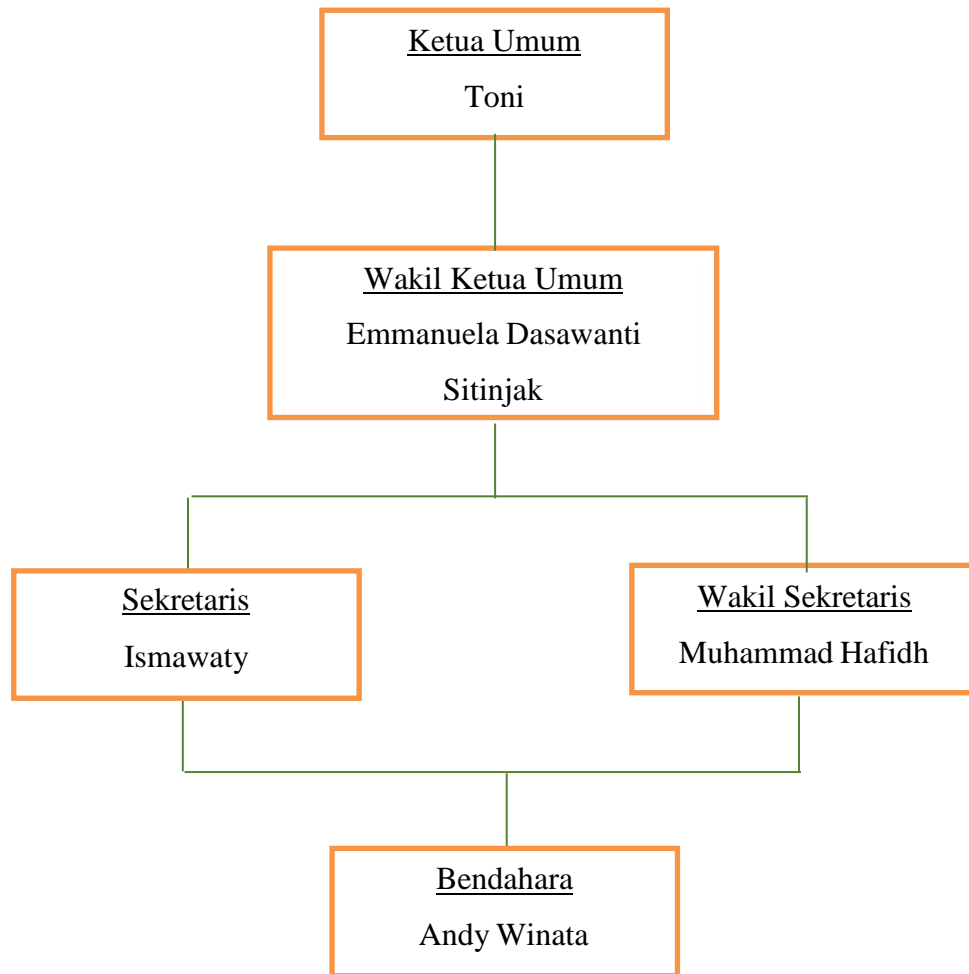 Ketua Umum
Toni
Wakil Ketua Umum
Emmanuela Dasawanti
Sitinjak
Sekretaris
Ismawaty
Wakil Sekretaris
Muhammad Hafidh
Bendahara
Andy Winata